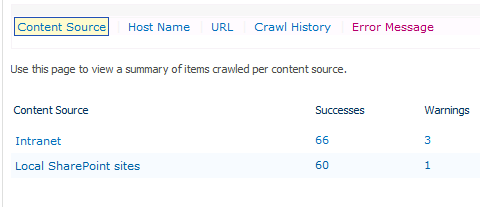 Content Source Host Name URL Crawl History Error Message
Use this page to view a summary of items crawled per content source.
Content Source Successes Warnings
Intranet 66 3
Local SharePoint sites 60 1